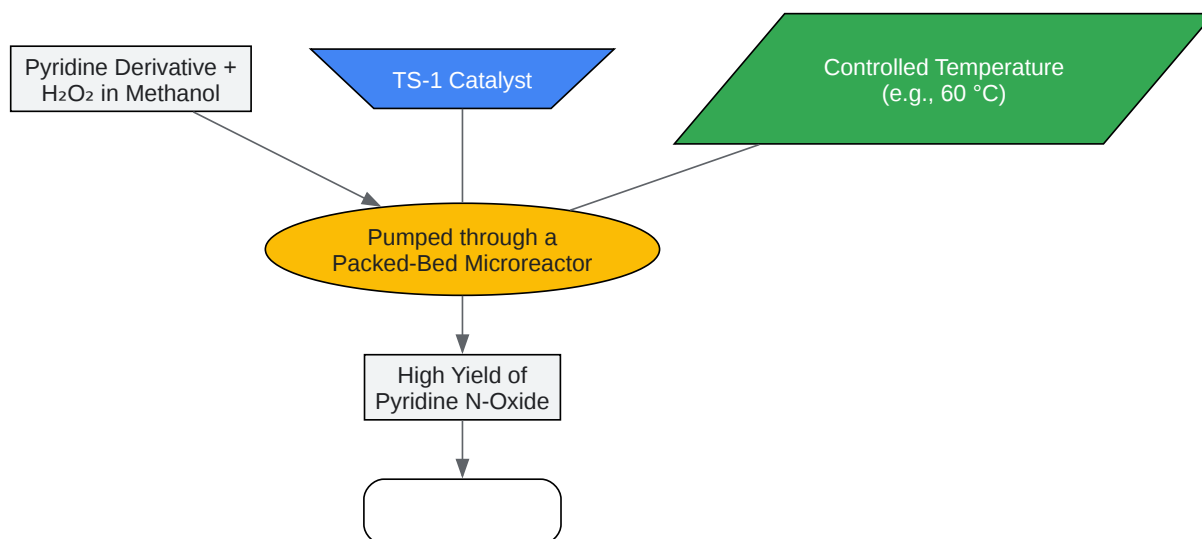 Pyridine Derivative +
H₂O₂ in Methanol
TS-1 Catalyst
Controlled Temperature
(e.g., 60 °C)
Pumped through a
Packed-Bed Microreactor
High Yield of
Pyridine N-Oxide